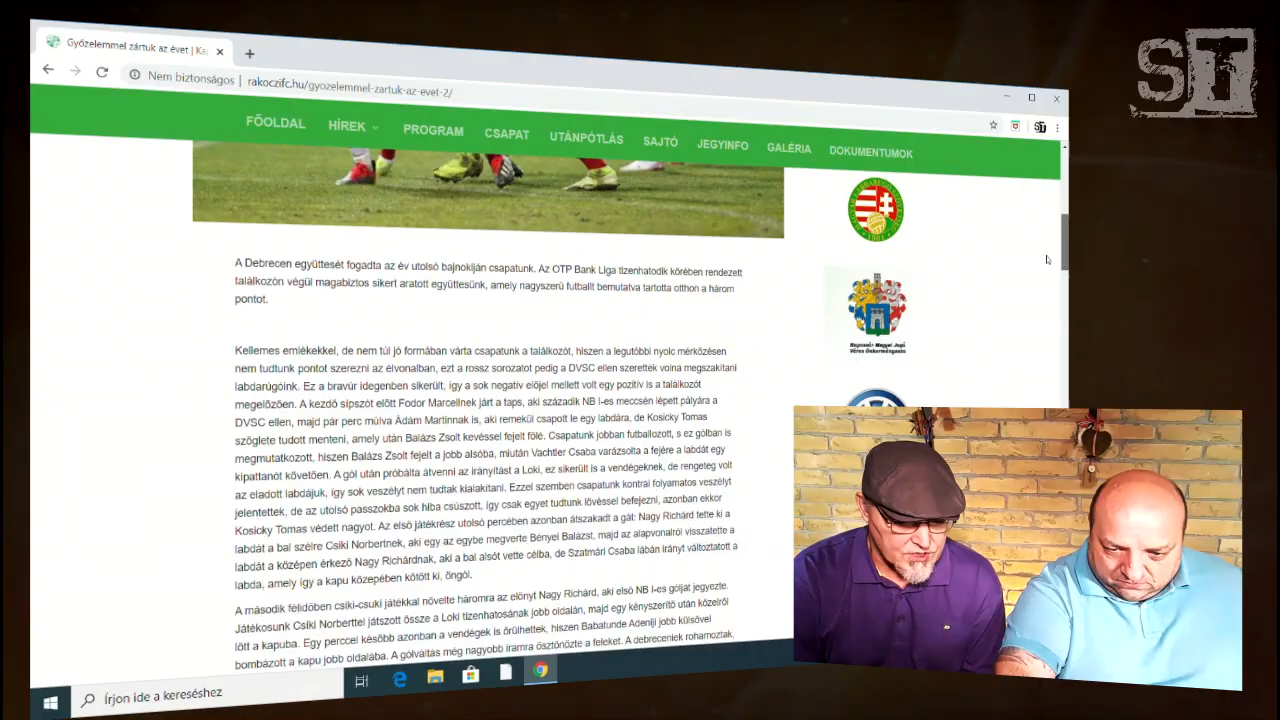 Győzelemmel zártuk az évet | Ka
ST
Nem biztonságos | rakoczifc.hu/gyozelemmel-zartuk-az-evet-2/
FŐOLDAL HÍREK PROGRAM CSAPAT UTÁNPÓTLÁS SAJTÓ JEGYINFO GALÉRIA DOKUMENTUMOK
A Debrecen együttesét fogadta az év utolsó bajnokiján csapatunk. Az OTP Bank Liga tizenhatodik körében rendezett
találkozón végül magabiztos sikert aratott együttesünk, amely nagyszerű futballt bemutatva tartotta otthon a három
pontot.
Kaposvár Megyei Jogú
Város Önkormányzata
Kellemes emlékekkel, de nem túl jó formában várta csapatunk a találkozót, hiszen a legutóbbi nyolc mérkőzésen
nem tudtunk pontot szerezni az élvonalban, ezt a rossz sorozatot pedig a DVSC ellen szerették volna megszakítani
labdarúgóink. Ez a bravúr idegenben sikerült, így a sok negatív előjel mellett volt egy pozitív is a találkozót
megelőzően. A kezdő sípszót előtt Fodor Marcellnek járt a taps, aki századik NB I-es meccsén lépett pályára a
DVSC ellen, majd pár perc múlva Ádám Martinnak is, aki remekül csapott le egy labdára, de Kosicky Tomas
szögletre tudott menteni, amely után Balázs Zsolt kevéssel fejelt fölé. Csapatunk jobban futballozott, s ez gólban is
megmutatkozott, hiszen Balázs Zsolt fejelt a jobb alsóba, miután Vachtler Csaba varázsolta a fejére a labdát egy
kipattanót követően. A gól után próbálta átvenni az irányítást a Loki, ez sikerült is a vendégeknek, de rengeteg volt
az eladott labdájuk, így sok veszélyt nem tudtak kialakítani. Ezzel szemben csapatunk kontrái folyamatos veszélyt
jelentettek, de az utolsó passzokba sok hiba csúszott, így csak egyet tudtunk lövéssel befejezni, azonban ekkor
Kosicky Tomas védett nagyot. Az első játékrész utolsó percében azonban átszakadt a gát: Nagy Richárd tette ki a
labdát a bal szélre Csiki Norbertnek, aki egy az egybe megverte Bényei Balázst, majd az alapvonalról visszatette a
labdát a középen érkező Nagy Richárdnak, aki a bal alsót vette célba, de Szatmári Csaba lábán irányt változtatott a
labda, amely így a kapu közepében kötött ki, öngól.
A második félidőben csiki-csuki játékkal növelte háromra az előnyt Nagy Richárd, aki első NB I-es gólját jegyezte.
Játékosunk Csiki Norberttel játszott össze a Loki tizenhatosának jobb oldalán, majd egy kényszerítő után közelről
lőtt a kapuba. Egy perccel később azonban a vendégek is örülhettek, hiszen Babatunde Adeniji jobb külsővel
bombázott a kapu jobb oldalába. A gólváltás még nagyobb iramra ösztönözte a feleket. A debreceniek rohamoztak,
Írjon ide a kereséshez